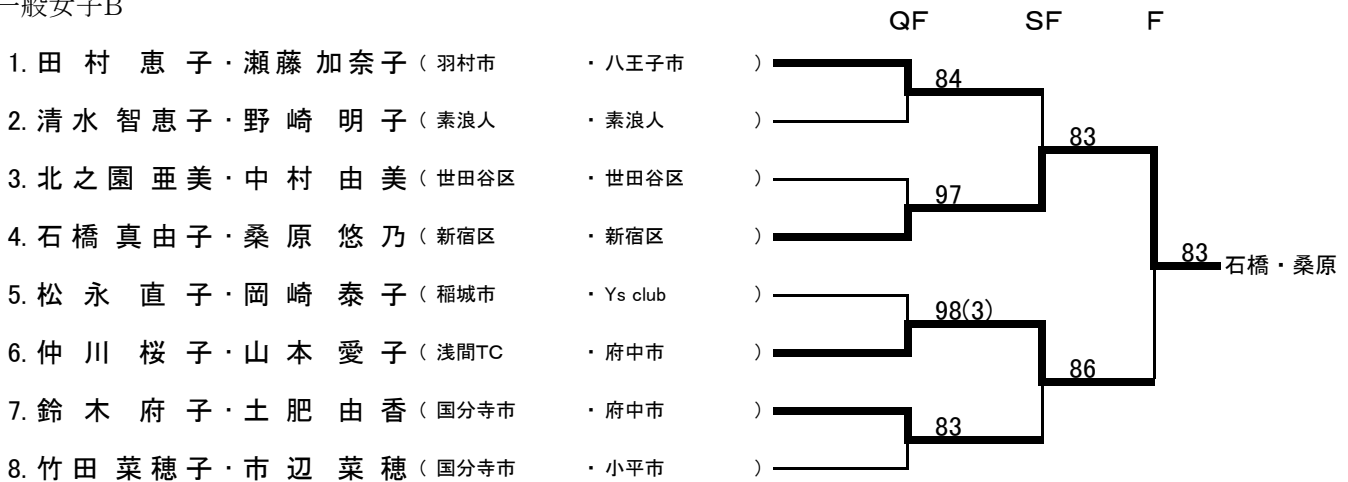 一般女子B
QF SF F
1. 田村 恵子・瀬藤 加奈子 ( 羽村市 ・ 八王子市 )
84
2. 清水 智恵子・野崎 明子 ( 素浪人 ・ 素浪人 )
83
3. 北之園 亜美・中村 由美 ( 世田谷区 ・ 世田谷区 )
97
4. 石橋 真由子・桑原 悠乃 ( 新宿区 ・ 新宿区 )
83 石橋・桑原
5. 松永 直子・岡崎 泰子 ( 稲城市 ・ Ys club )
98(3)
6. 仲川 桜子・山本 愛子 ( 浅間TC ・ 府中市 )
86
7. 鈴木 府子・土肥 由香 ( 国分寺市 ・ 府中市 )
83
8. 竹田 菜穂子・市辺 菜穂 ( 国分寺市 ・ 小平市 )